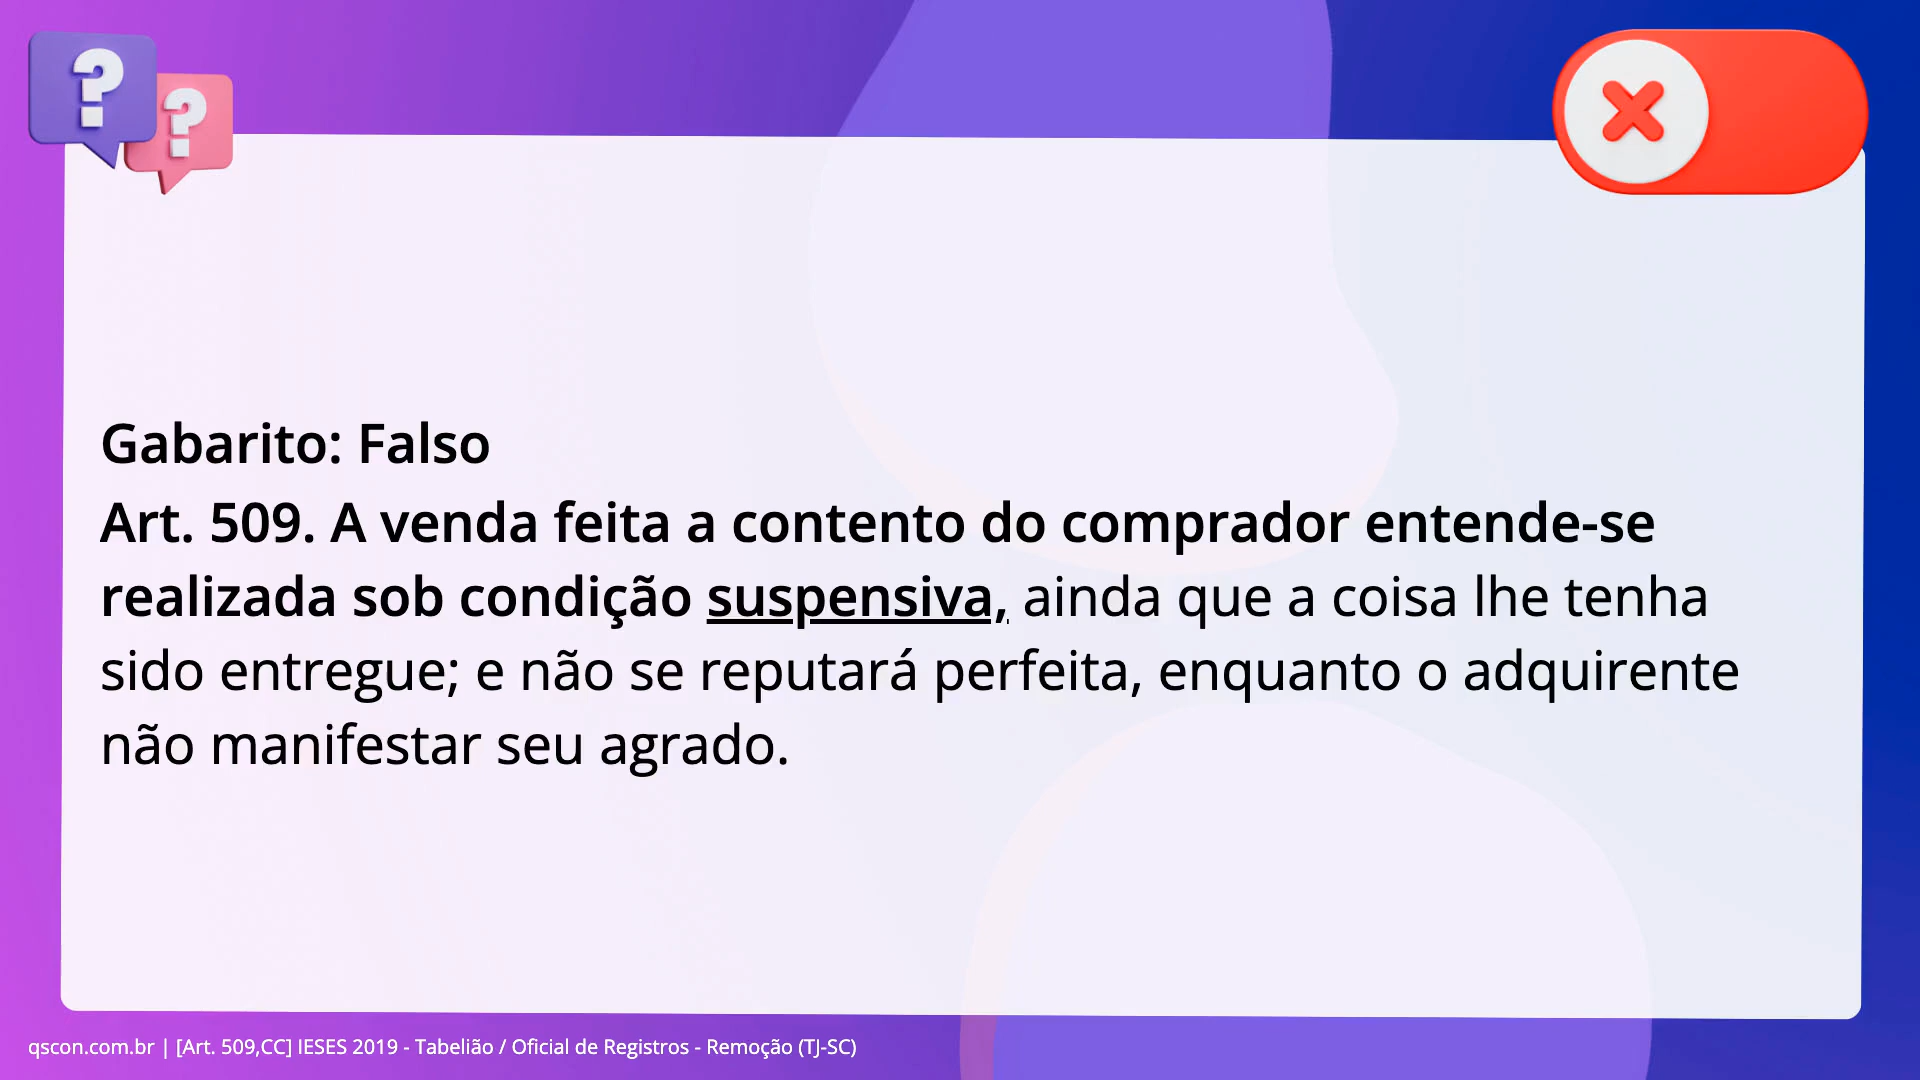 Gabarito: Falso
Art. 509. A venda feita a contento do comprador entende-se
realizada sob condição suspensiva, ainda que a coisa lhe tenha
sido entregue; e não se reputará perfeita, enquanto o adquirente
não manifestar seu agrado.
qscon.com.br | [Art. 509,CC] IESES 2019 - Tabelião / Oficial de Registros - Remoção (TJ-SC)